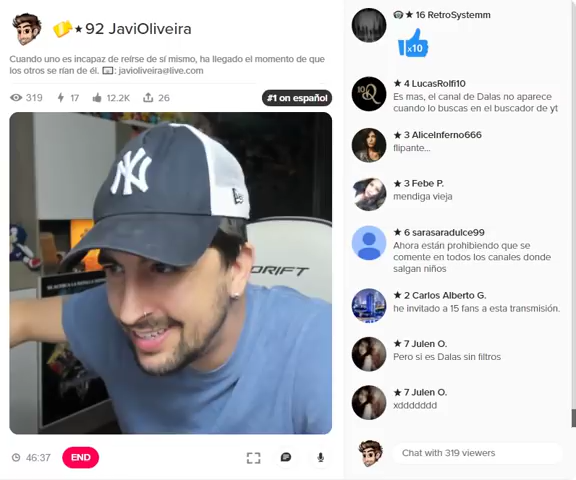 92 JaviOliveira
Cuando uno es incapaz de reírse de sí mismo, ha llegado el momento de que
los otros se rían de él. : javioliveira@live.com
319 17 12.2K 26 #1 on español
NY
DRIFT
46:37 END
16 RetroSystemm
x10
4 LucasRolfi10
Es mas, el canal de Dalas no aparece
cuando lo buscas en el buscador de yt
3 AliceInferno666
flipante...
3 Febe P.
mendiga vieja
6 sarasaradulce99
Ahora están prohibiendo que se
comente en todos los canales donde
salgan niños
2 Carlos Alberto G.
he invitado a 15 fans a esta transmisión.
7 Julen O.
Pero si es Dalas sin filtros
7 Julen O.
xddddddd
Chat with 319 viewers